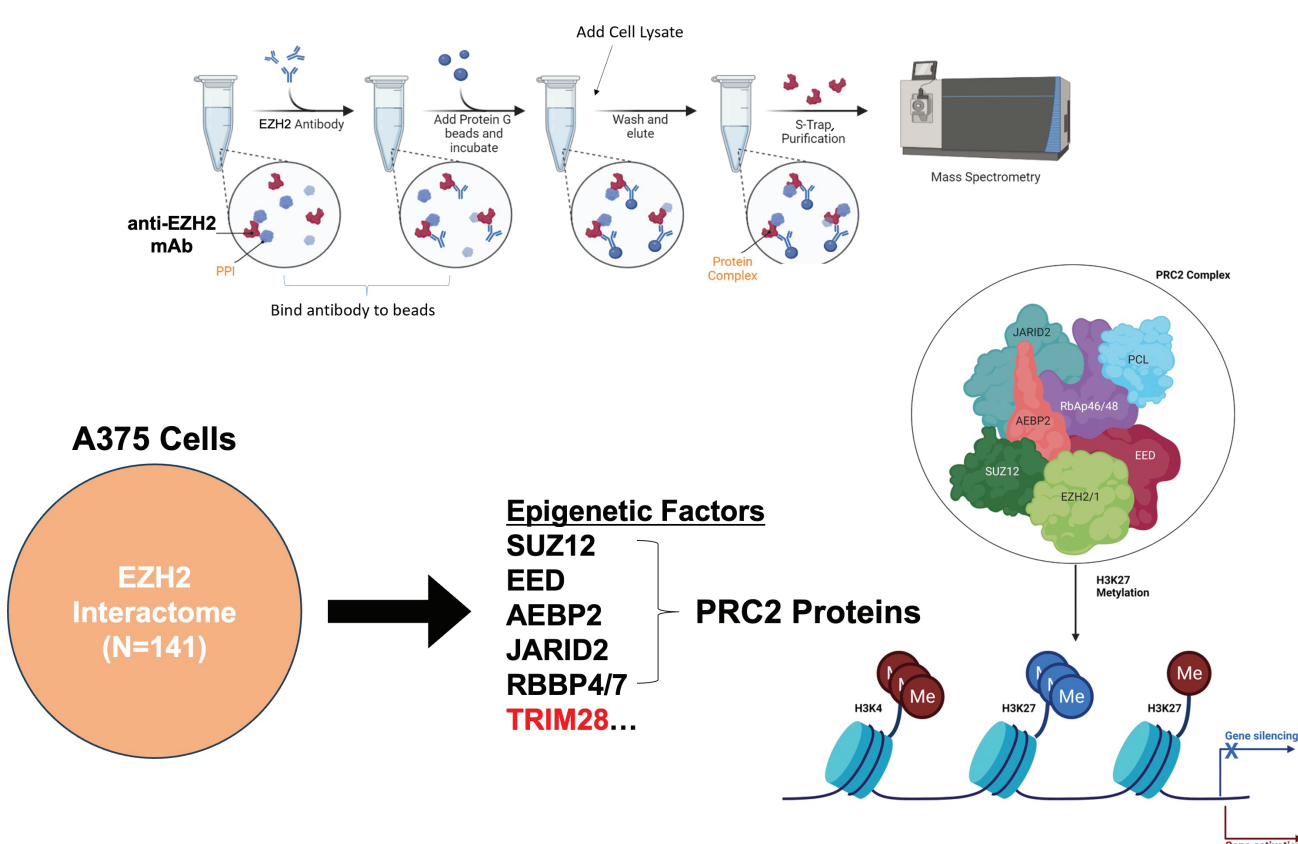 Add Cell Lysate
EZH2 Antibody
Add Protein G
beads and
incubate
Wash and
elute
S-Trap,
Purification
Mass Spectrometry
anti-EZH2
mAb
PPI
Protein
Complex
Bind antibody to beads
PRC2 Complex
JARID2
PCL
RbAp46/48
AEBP2
EED
SUZ12
EZH2/1
A375 Cells
EZH2
Interactome
(N=141)
Epigenetic Factors
SUZ12
EED
AEBP2
JARID2
RBBP4/7
TRIM28...
PRC2 Proteins
H3K27
Metylation
H3K4
Me
H3K27
Me
H3K27
Me
Gene silencing